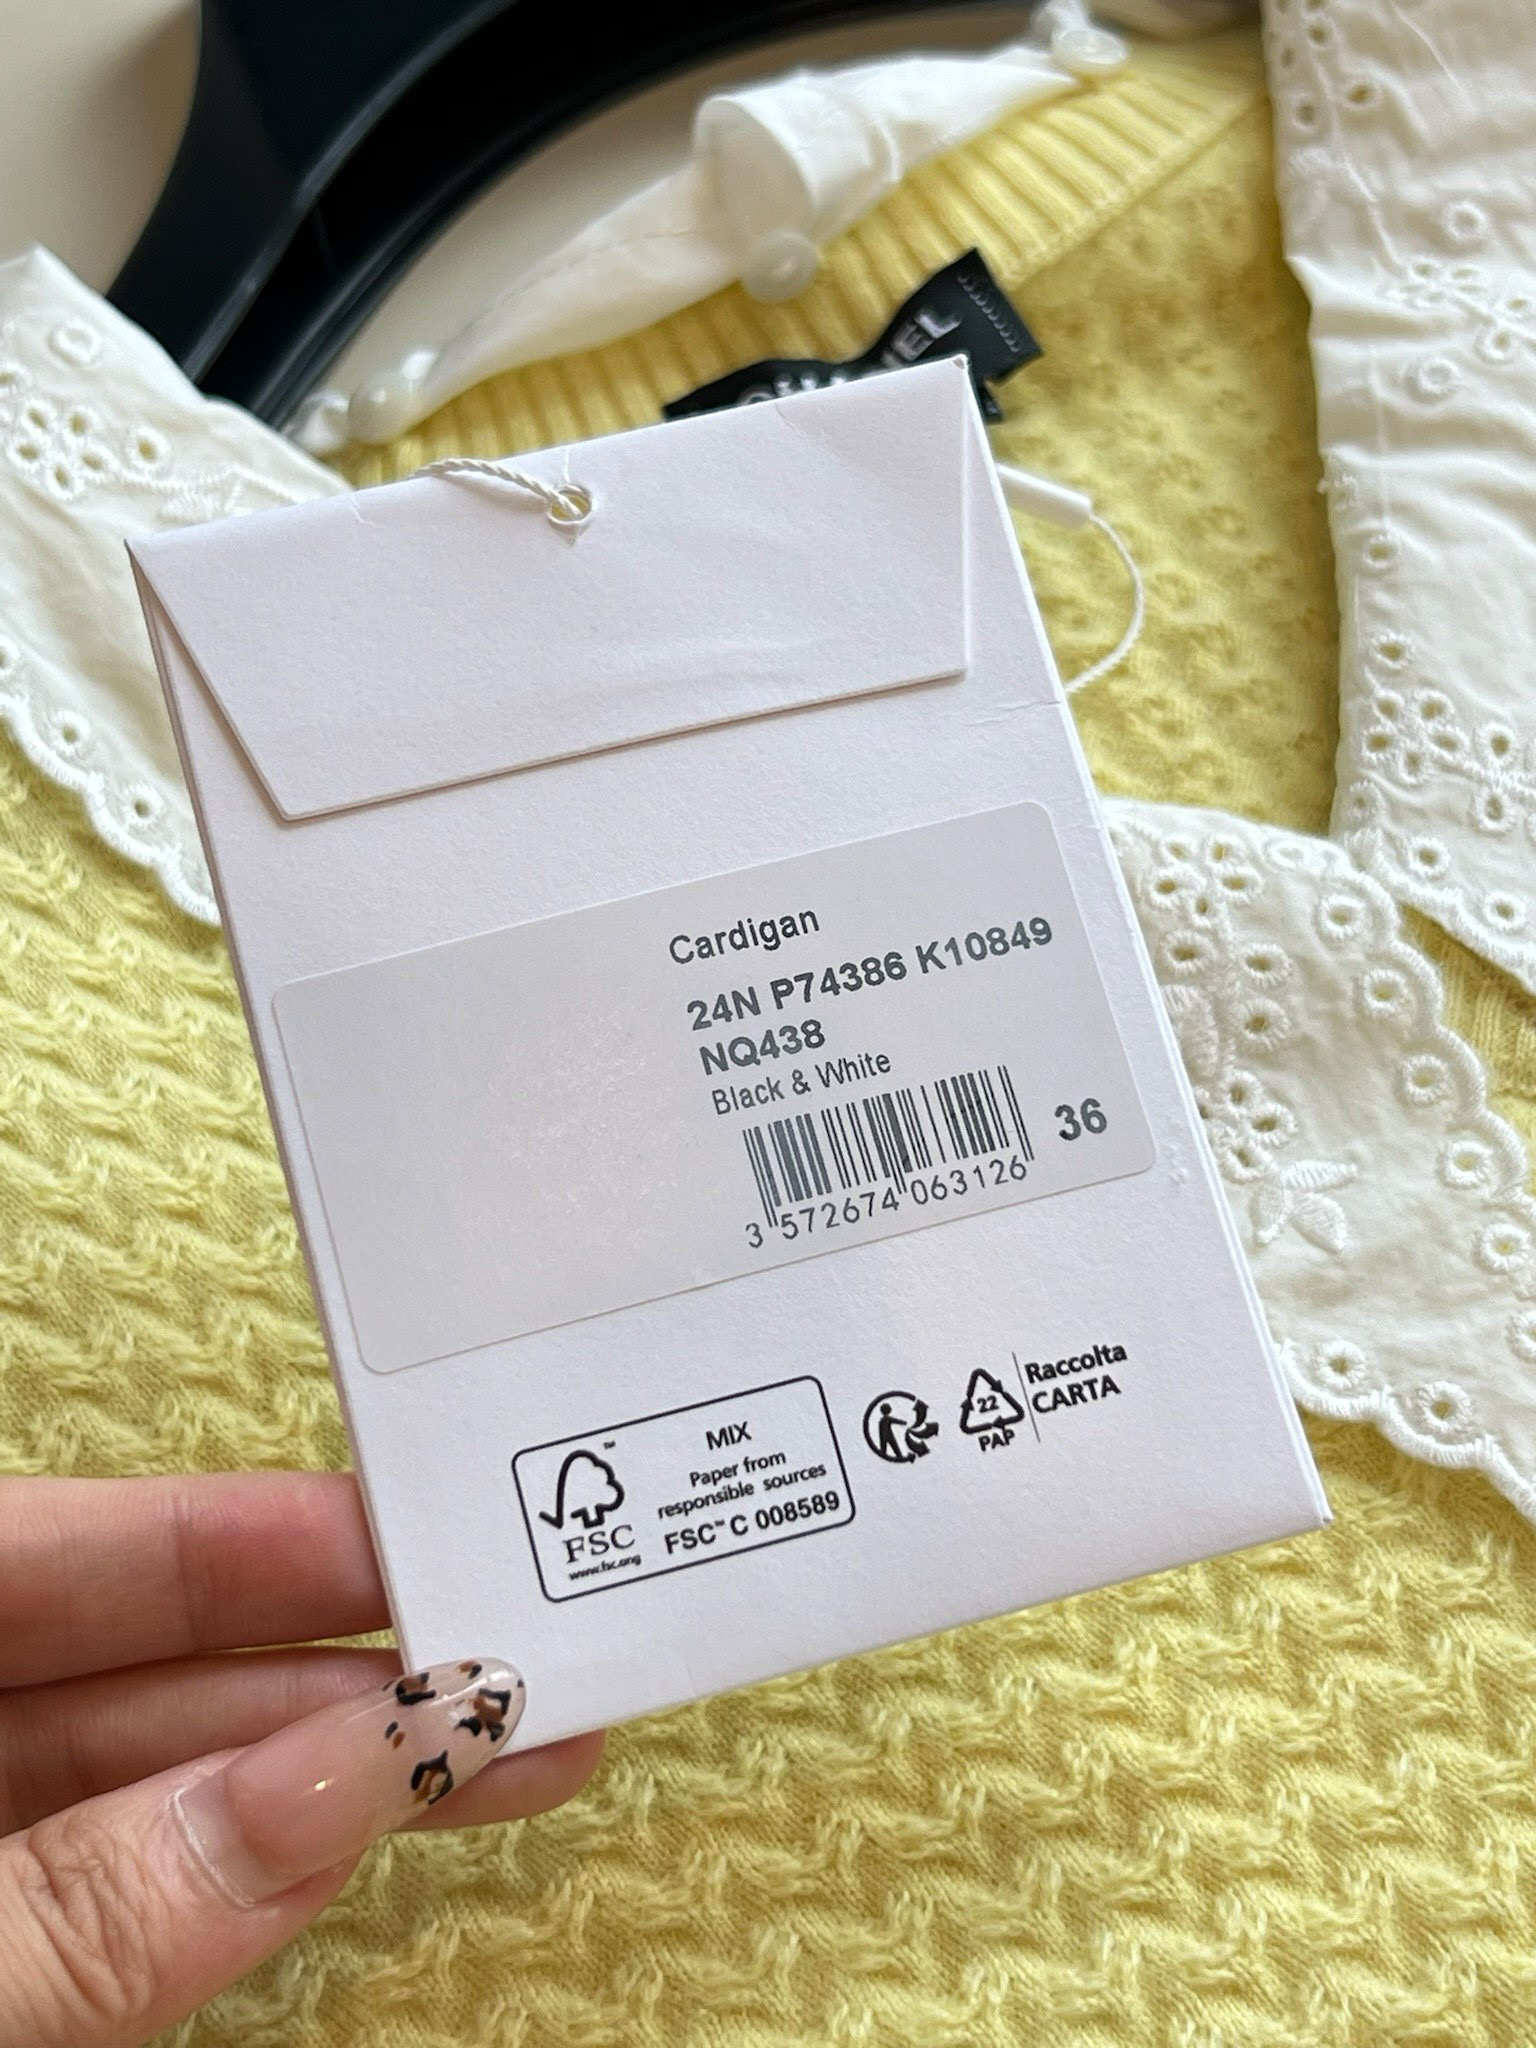 Cardigan
24N P74386 K10849
NQ438
Black & White
36
3 572674 063126
MIX
Paper from
responsible sources
FSC™ C 008589
™
FSC
www.fsc.org
22
PAP
Raccolta
CARTA